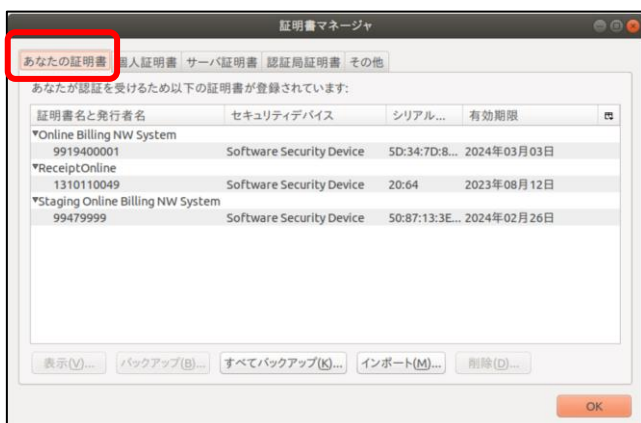 証明書マネージャ
あなたの証明書 個人証明書 サーバ証明書 認証局証明書 その他
あなたが認証を受けるため以下の証明書が登録されています:
証明書名と発行者名 セキュリティデバイス シリアル... 有効期限
▼Online Billing NW System
9919400001 Software Security Device 5D:34:7D:8... 2024年03月03日
▼ReceiptOnline
1310110049 Software Security Device 20:64 2023年08月12日
▼Staging Online Billing NW System
99479999 Software Security Device 50:87:13:3E... 2024年02月26日
表示(V)... バックアップ(B)... すべてバックアップ(K)... インポート(M)... 削除(D)...
OK